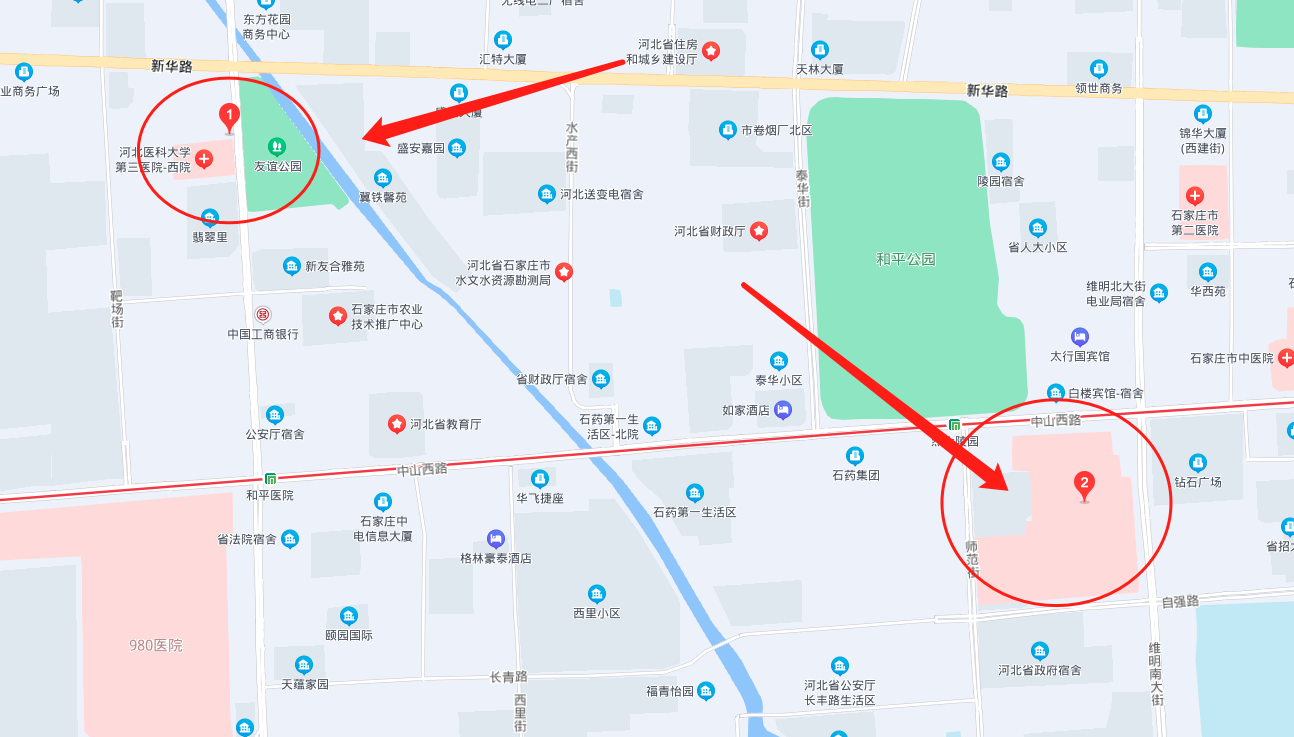 无线电二厂宿舍
东方花园
商务中心
新华路
业商务广场
汇特大厦
河北省住房
和城乡建设厅
天林大厦
新华路
领世商务
1
大厦
市卷烟厂北区
锦华大厦
(西建街)
水产西街
河北医科大学
第三医院-西院
友谊公园
盛安嘉园
冀铁馨苑
河北送变电宿舍
泰华街
陵园宿舍
石家庄市
第二医院
翡翠里
河北省财政厅
省人大小区
和平公园
新友合雅苑
河北省石家庄市
水文水资源勘测局
维明北大街
电业局宿舍
华西苑
靶场街
中国工商银行
石家庄市农业
技术推广中心
太行国宾馆
石家庄市中医院
省财政厅宿舍
泰华小区
白楼宾馆-宿舍
如家酒店
公安厅宿舍
河北省教育厅
石药第一生
活区-北院
中山西路
陵园
中山西路
和平医院
石药集团
2
钻石广场
华飞捷座
石药第一生活区
石家庄中
电信息大厦
省法院宿舍
格林豪泰酒店
师范街
省招
西里小区
自强路
980医院
颐园国际
维明南大街
河北省政府宿舍
天蕴家园
长青路
西里街
福青怡园
河北省公安厅
长丰路生活区